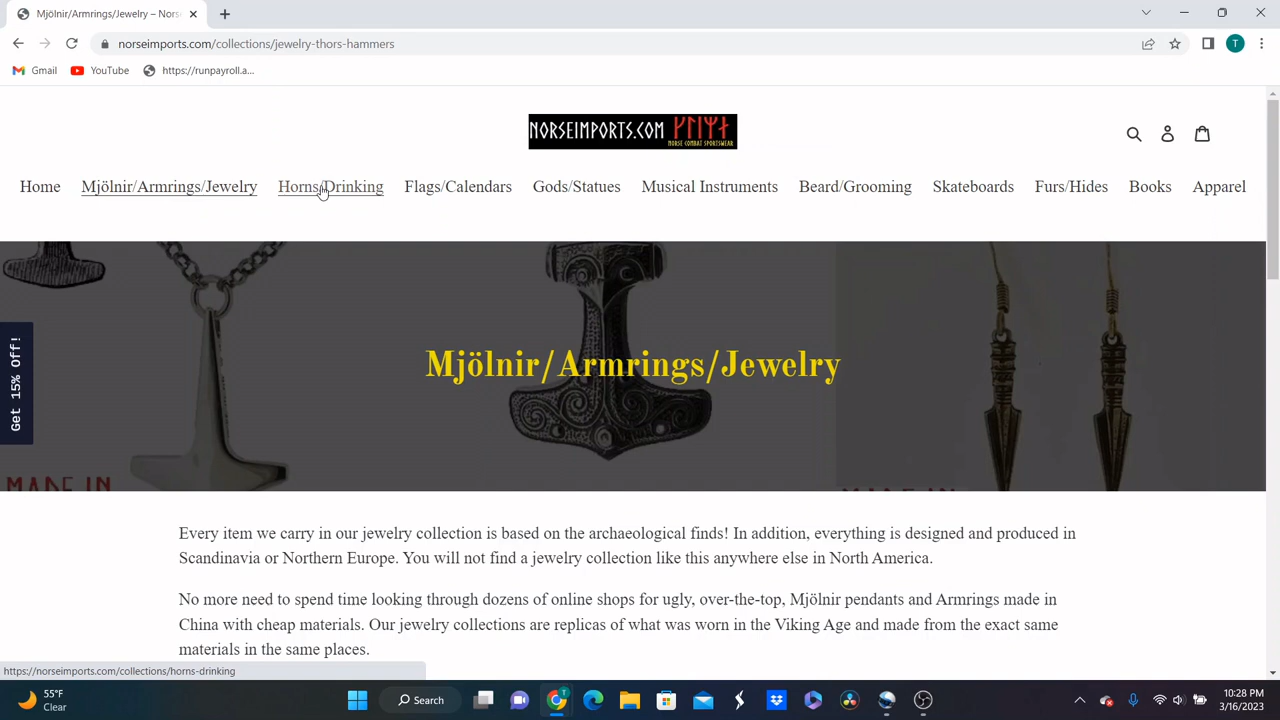 Mjölnir/Armrings/Jewelry – Nors
norseimports.com/collections/jewelry-thors-hammers
T
Gmail YouTube https://runpayroll.a...
NORSEIMPORTS.COM
NORSE COMBAT SPORTSWEAR
Home Mjölnir/Armrings/Jewelry Horns/Drinking Flags/Calendars Gods/Statues Musical Instruments Beard/Grooming Skateboards Furs/Hides Books Apparel
Get 15% Off!
Mjölnir/Armrings/Jewelry
MADE IN
Every item we carry in our jewelry collection is based on the archaeological finds! In addition, everything is designed and produced in
Scandinavia or Northern Europe. You will not find a jewelry collection like this anywhere else in North America.
No more need to spend time looking through dozens of online shops for ugly, over-the-top, Mjölnir pendants and Armrings made in
China with cheap materials. Our jewelry collections are replicas of what was worn in the Viking Age and made from the exact same
materials in the same places.
https://norseimports.com/collections/horns-drinking
55°F
Clear
Search
T
10:28 PM
3/16/2023